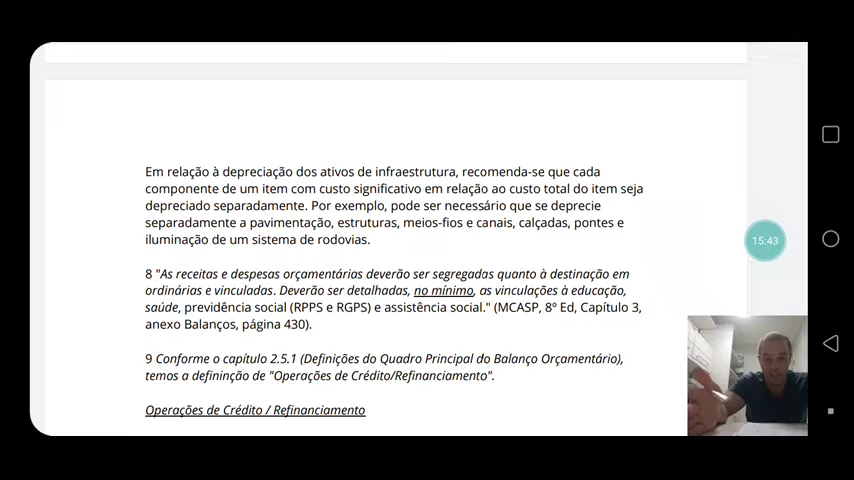 Em relação à depreciação dos ativos de infraestrutura, recomenda-se que cada
componente de um item com custo significativo em relação ao custo total do item seja
depreciado separadamente. Por exemplo, pode ser necessário que se deprecie
separadamente a pavimentação, estruturas, meios-fios e canais, calçadas, pontes e
iluminação de um sistema de rodovias.
15:43
8 "As receitas e despesas orçamentárias deverão ser segregadas quanto à destinação em
ordinárias e vinculadas. Deverão ser detalhadas, no mínimo, as vinculações à educação,
saúde, previdência social (RPPS e RGPS) e assistência social." (MCASP, 8º Ed, Capítulo 3,
anexo Balanços, página 430).
9 Conforme o capítulo 2.5.1 (Definições do Quadro Principal do Balanço Orçamentário),
temos a defininção de "Operações de Crédito/Refinanciamento".
Operações de Crédito / Refinanciamento